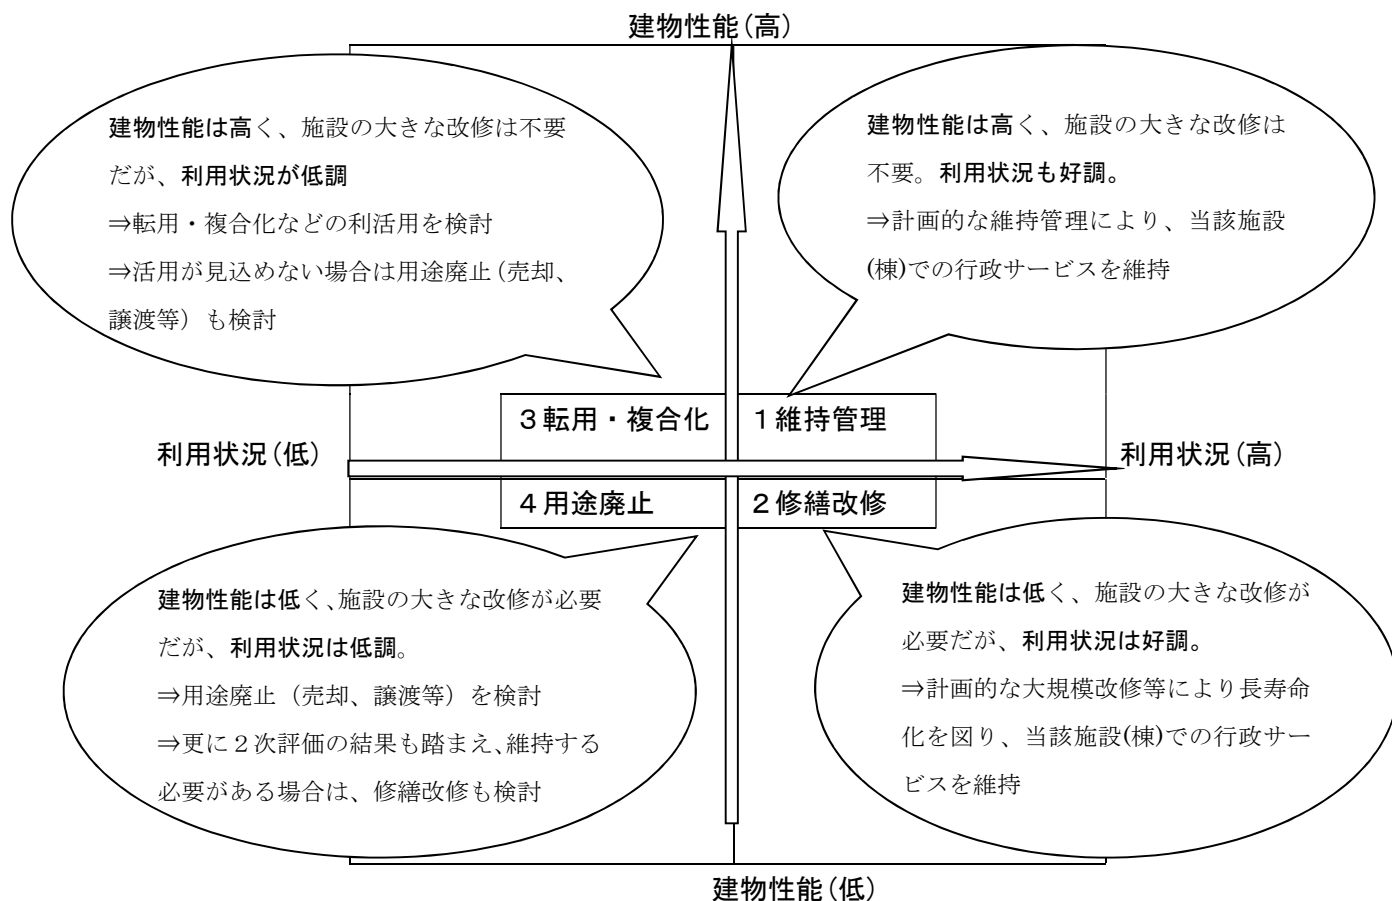 建物性能(高)
建物性能は高く、施設の大きな改修は不要
だが、利用状況が低調
⇒転用・複合化などの利活用を検討
⇒活用が見込めない場合は用途廃止(売却、
譲渡等）も検討
建物性能は高く、施設の大きな改修は
不要。利用状況も好調。
⇒計画的な維持管理により、当該施設
(棟)での行政サービスを維持
３転用・複合化
１維持管理
利用状況(低)
利用状況(高)
４用途廃止
２修繕改修
建物性能は低く、施設の大きな改修が必要
だが、利用状況は低調。
⇒用途廃止（売却、譲渡等）を検討
⇒更に２次評価の結果も踏まえ、維持する
必要がある場合は、修繕改修も検討
建物性能は低く、施設の大きな改修が
必要だが、利用状況は好調。
⇒計画的な大規模改修等により長寿命
化を図り、当該施設(棟)での行政サー
ビスを維持
建物性能(低)